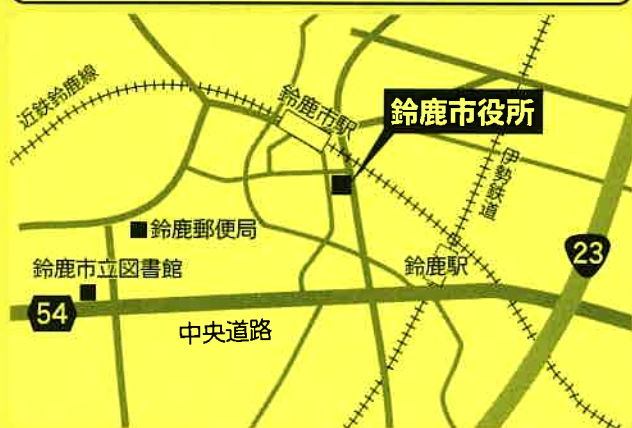 近鉄鈴鹿線
鈴鹿市駅
鈴鹿市役所
伊勢鉄道
鈴鹿郵便局
鈴鹿市立図書館
鈴鹿駅
23
54
中央道路